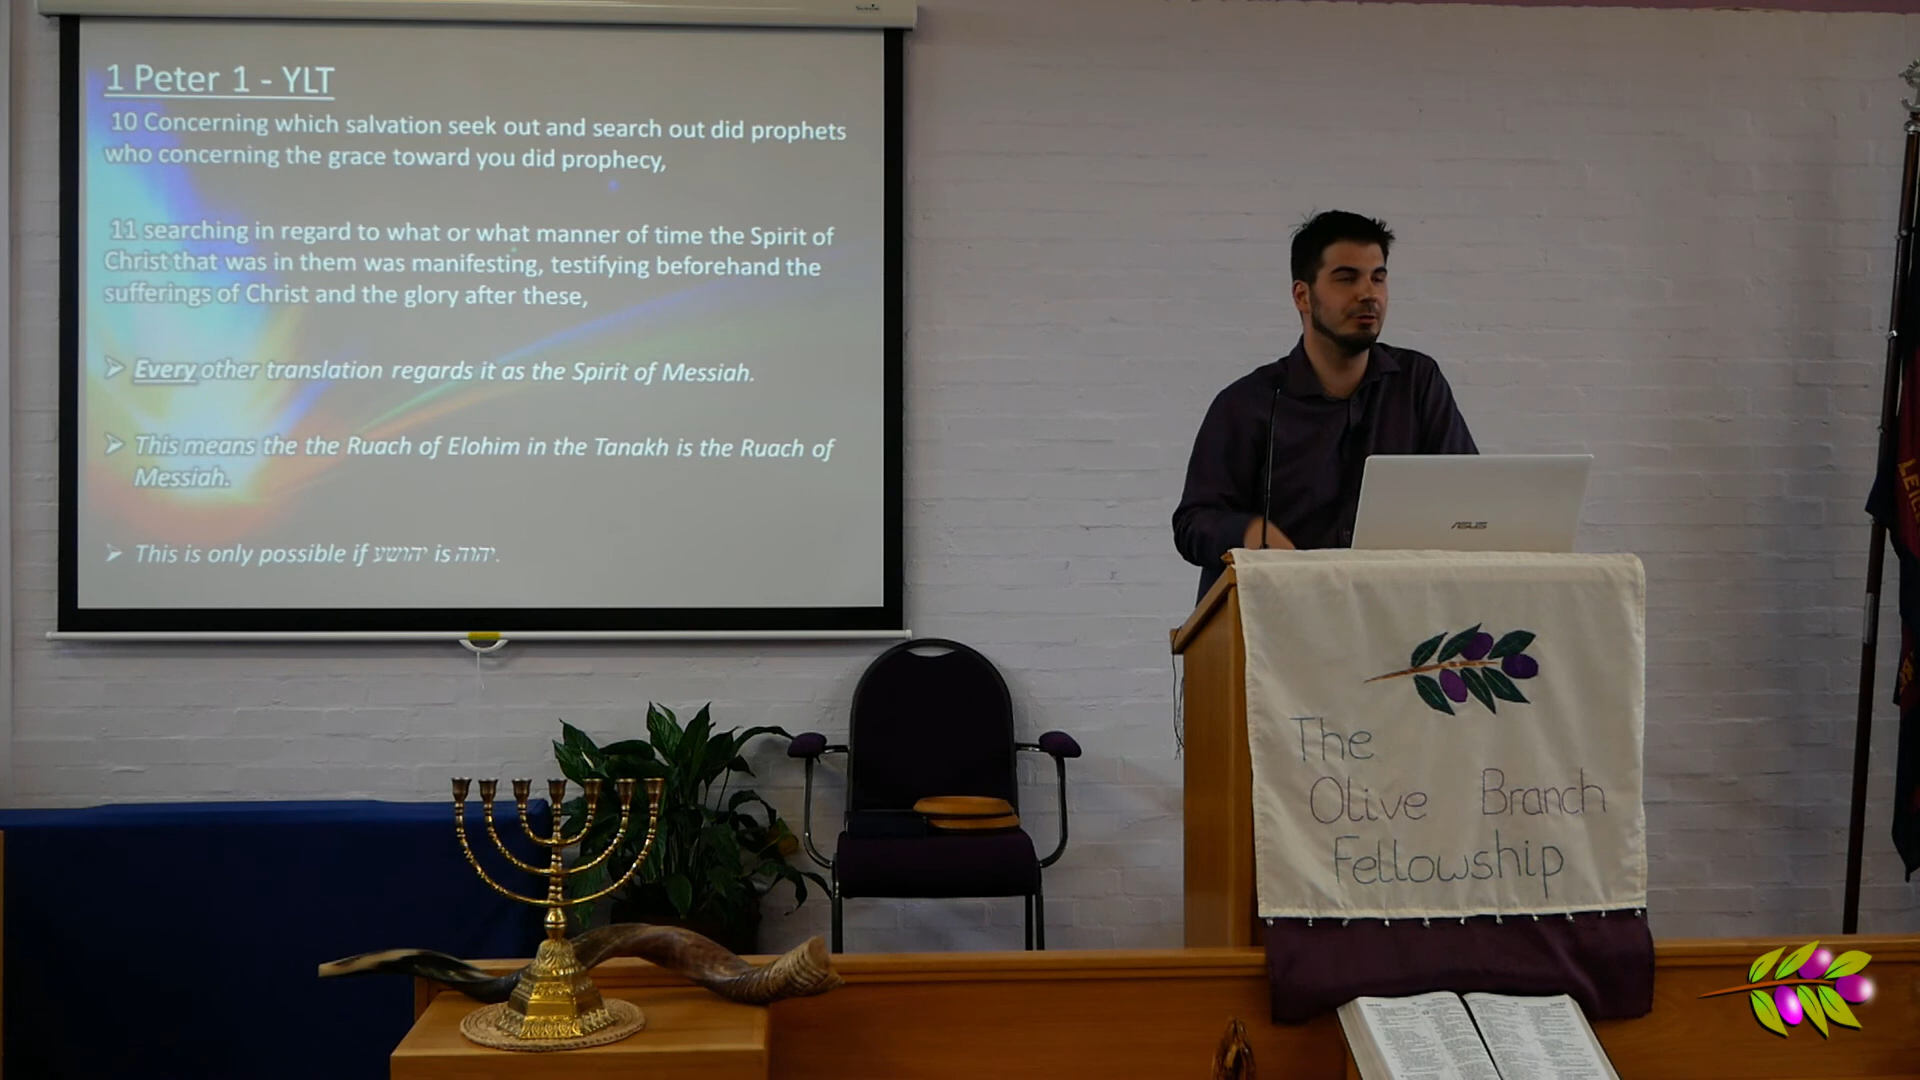 1 Peter 1 - YLT
10 Concerning which salvation seek out and search out did prophets
who concerning the grace toward you did prophecy,
11 searching in regard to what or what manner of time the Spirit of
Christ that was in them was manifesting, testifying beforehand the
sufferings of Christ and the glory after these,
➢ Every other translation regards it as the Spirit of Messiah.
➢ This means the the Ruach of Elohim in the Tanakh is the Ruach of
Messiah.
➢ This is only possible if יהושע is יהוה.
ASUS
The
Olive Branch
Fellowship